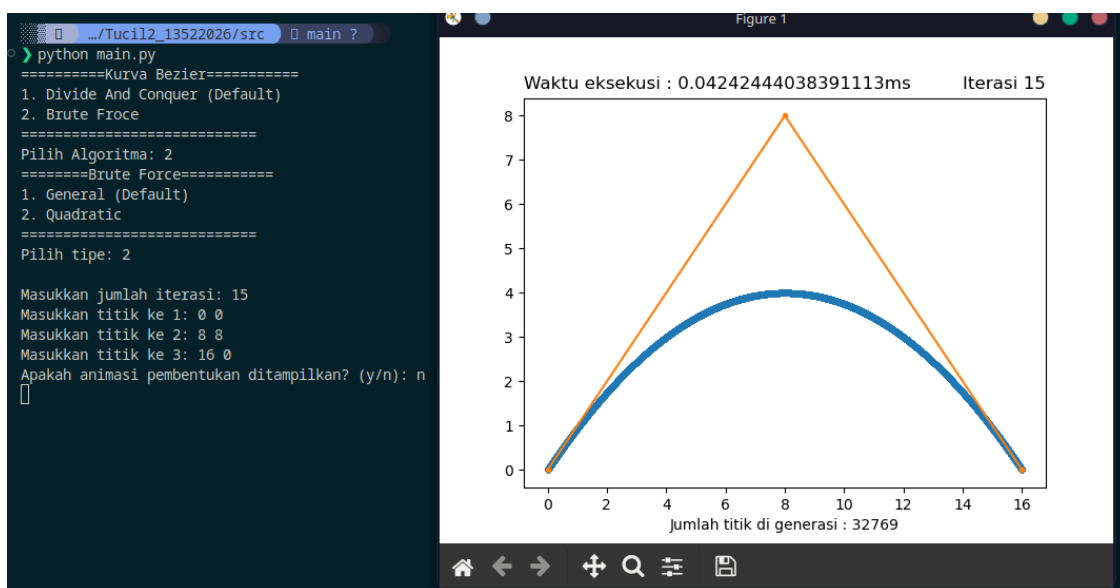 …/Tucil2_13522026/src main ?
❯ python main.py
==========Kurva Bezier===========
1. Divide And Conquer (Default)
2. Brute Froce
============================
Pilih Algoritma: 2
========Brute Force===========
1. General (Default)
2. Quadratic
============================
Pilih tipe: 2
Masukkan jumlah iterasi: 15
Masukkan titik ke 1: 0 0
Masukkan titik ke 2: 8 8
Masukkan titik ke 3: 16 0
Apakah animasi pembentukan ditampilkan? (y/n): n
Figure 1
Waktu eksekusi : 0.04242444038391113ms Iterasi 15
8
7
6
5
4
3
2
1
0
0 2 4 6 8 10 12 14 16
Jumlah titik di generasi : 32769